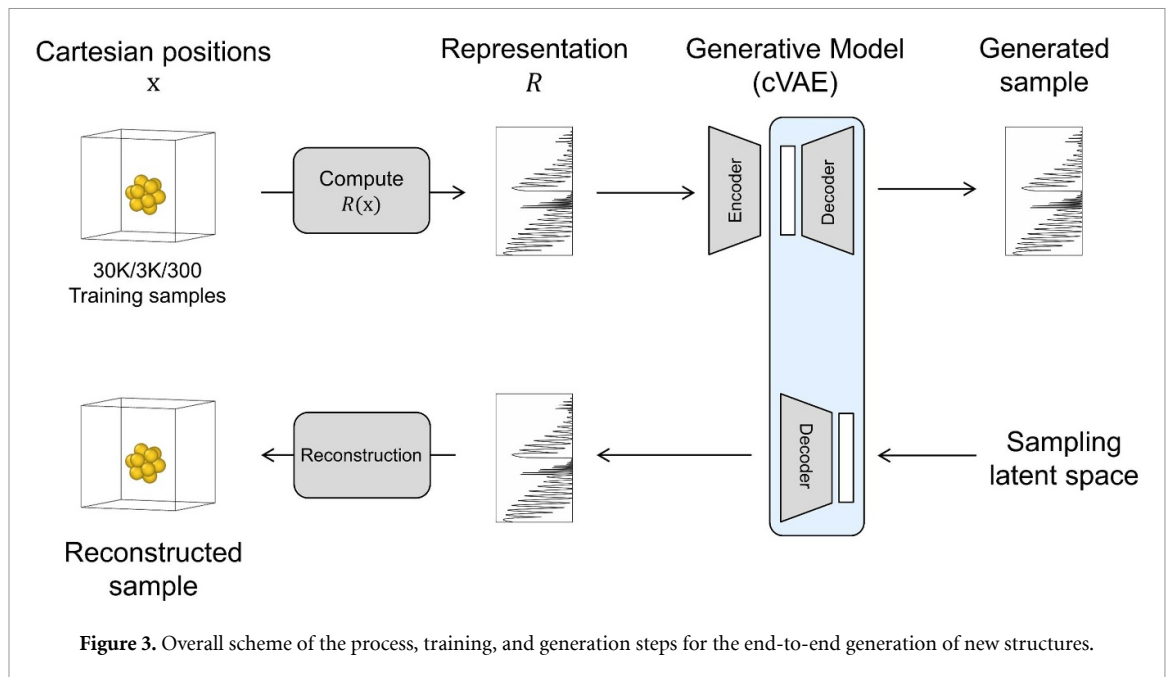 Cartesian positions
x
Representation
R
Generative Model
(cVAE)
Generated
sample
Compute
R(x)
Encoder
Decoder
30K/3K/300
Training samples
Reconstruction
Decoder
Sampling
latent space
Reconstructed
sample
Figure 3. Overall scheme of the process, training, and generation steps for the end-to-end generation of new structures.